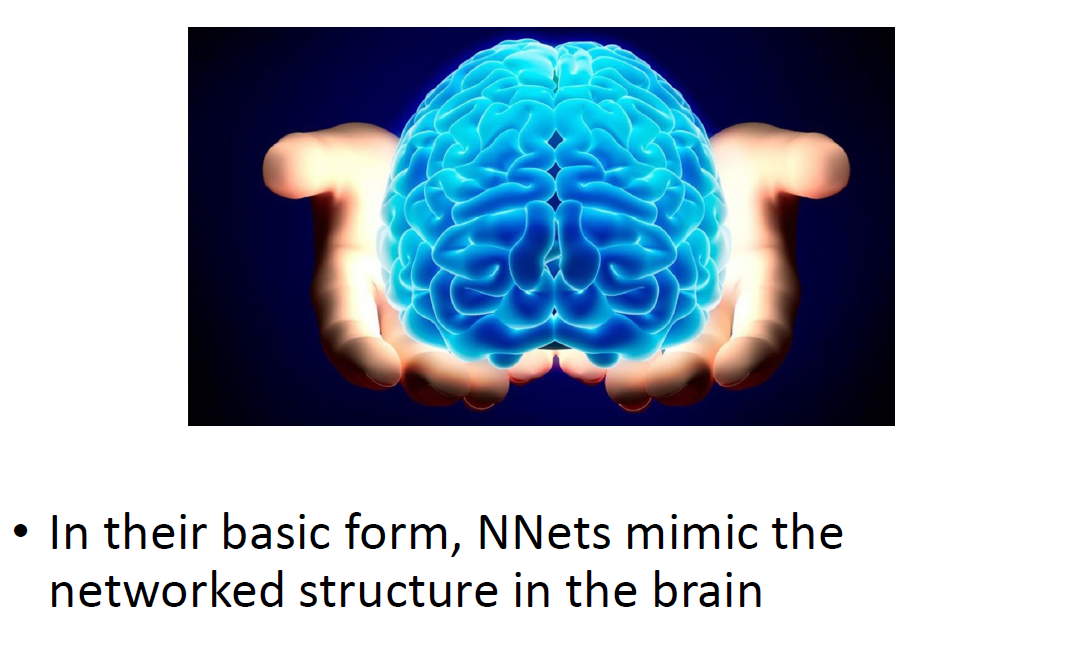 • In their basic form, NNets mimic the
networked structure in the brain